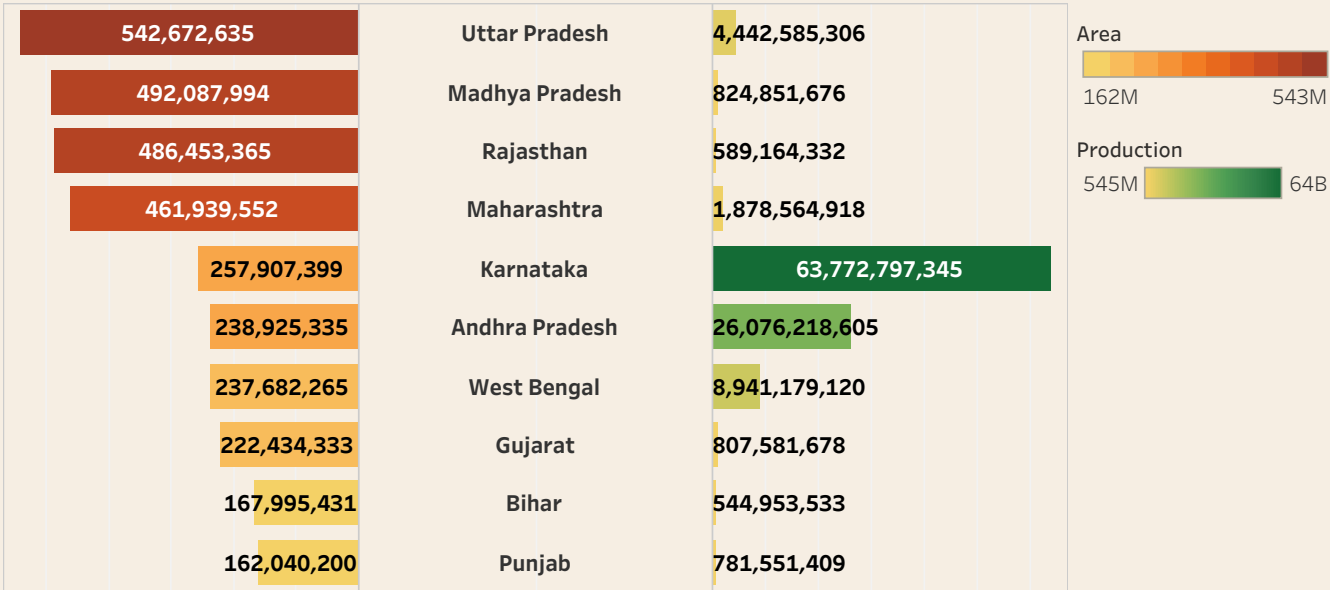 542,672,635 Uttar Pradesh 4,442,585,306
492,087,994 Madhya Pradesh 824,851,676
486,453,365 Rajasthan 589,164,332
461,939,552 Maharashtra 1,878,564,918
257,907,399 Karnataka 63,772,797,345
238,925,335 Andhra Pradesh 26,076,218,605
237,682,265 West Bengal 8,941,179,120
222,434,333 Gujarat 807,581,678
167,995,431 Bihar 544,953,533
162,040,200 Punjab 781,551,409
Area
162M 543M
Production
545M 64B